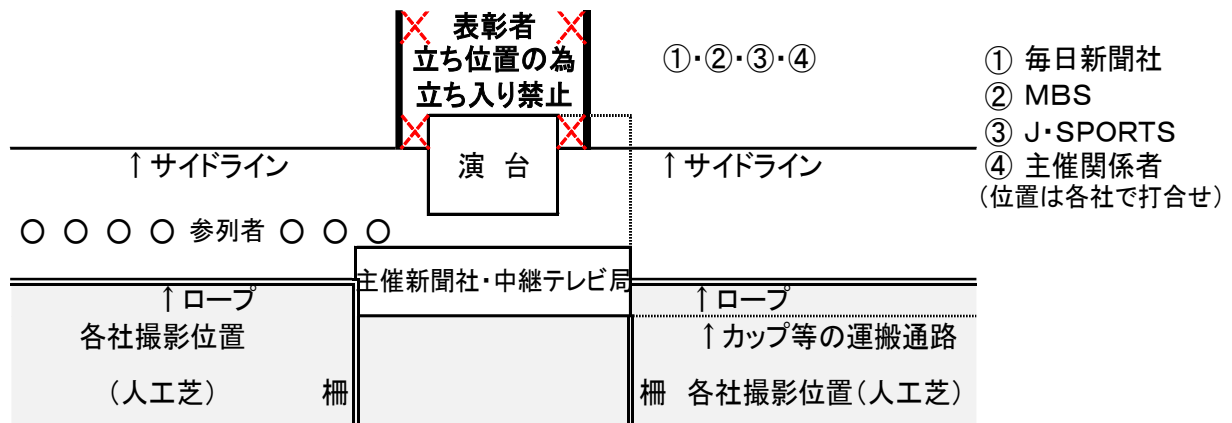 表彰者
立ち位置の為
立ち入り禁止
①・②・③・④
① 毎日新聞社
② MBS
③ J・SPORTS
④ 主催関係者
(位置は各社で打合せ)
↑サイドライン
演 台
↑サイドライン
○ ○ ○ ○ 参列者 ○ ○ ○
主催新聞社・中継テレビ局
↑ロープ
↑ロープ
各社撮影位置
(人工芝)
柵
↑カップ等の運搬通路
柵
各社撮影位置(人工芝)